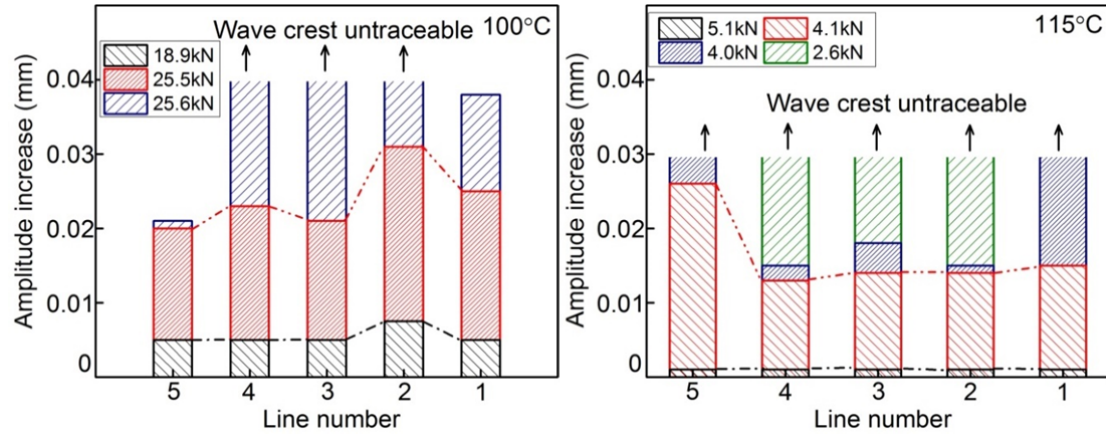 Wave crest untraceable
100°C
18.9kN
25.5kN
25.6kN
Amplitude increase (mm)
0.04
0.03
0.02
0.01
0
5 4 3 2 1
Line number
5.1kN 4.1kN
4.0kN 2.6kN
115°C
Wave crest untraceable
Amplitude increase (mm)
0.04
0.03
0.02
0.01
0
5 4 3 2 1
Line number